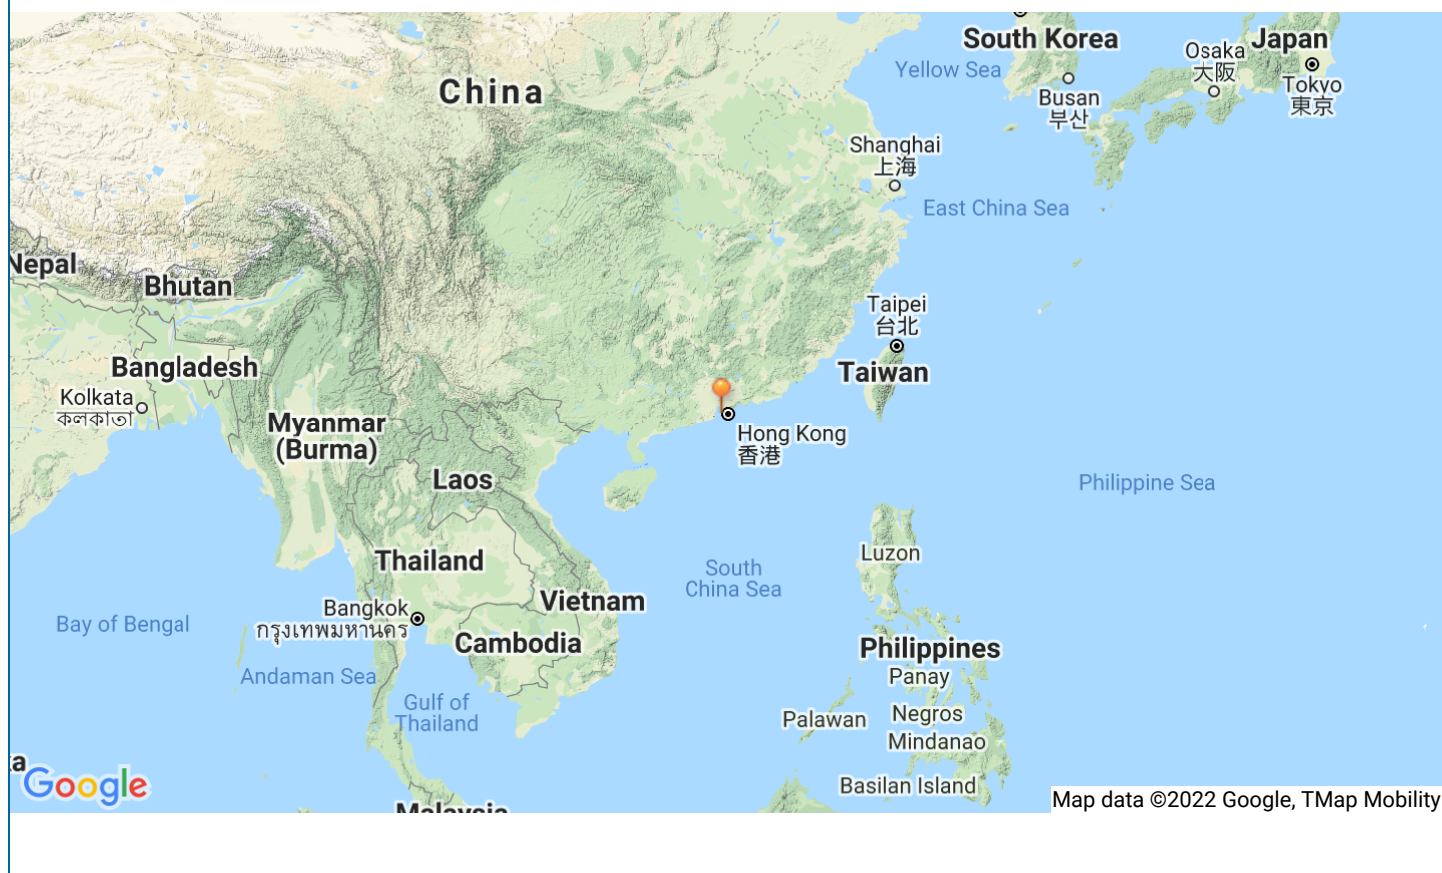 South Korea
Japan
Osaka
大阪
Yellow Sea
Tokyo
東京
China
Busan
부산
Shanghai
上海
East China Sea
Nepal
Bhutan
Taipei
台北
Bangladesh
Taiwan
Kolkata
কলকাতা
Myanmar
(Burma)
Hong Kong
香港
Laos
Philippine Sea
Luzon
Thailand
South
China Sea
Vietnam
Bangkok
กรุงเทพมหานคร
Bay of Bengal
Cambodia
Philippines
Andaman Sea
Panay
Gulf of
Thailand
Palawan
Negros
Mindanao
Basilan Island
Google
Malaysia
Map data ©2022 Google, TMap Mobility